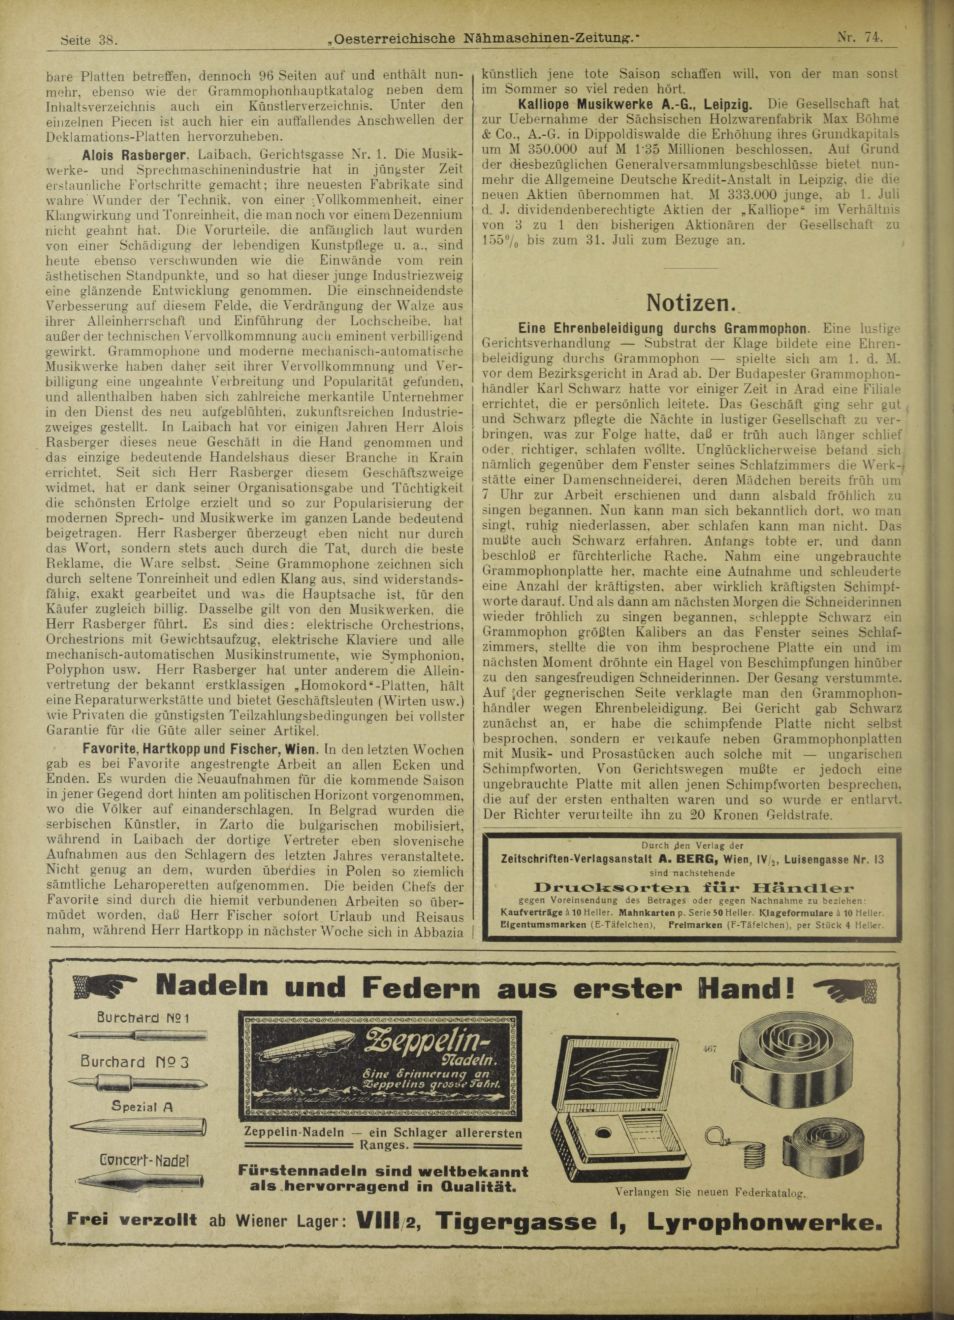 Seite 38.
„Oesterreichische Nähmaschinen-Zeitung.“
Nr. 74.
bare Platten betreffen, dennoch 96 Seiten auf und enthält nun-
mehr, ebenso wie der Grammophonhauptkatalog neben dem
Inhaltsverzeichnis auch ein Künstlerverzeichnis. Unter den
einzelnen Piecen ist auch hier ein auffallendes Anschwellen der
Deklamations-Platten hervorzuheben.
Alois Rasberger, Laibach, Gerichtsgasse Nr. 1. Die Musik-
werke- und Sprechmaschinenindustrie hat in jüngster Zeit
erstaunliche Fortschritte gemacht; ihre neuesten Fabrikate sind
wahre Wunder der Technik, von einer Vollkommenheit, einer
Klangwirkung und Tonreinheit, die man noch vor einem Dezennium
nicht geahnt hat. Die Vorurteile, die anfänglich laut wurden
von einer Schädigung der lebendigen Kunstpflege u. a., sind
heute ebenso verschwunden wie die Einwände vom rein
ästhetischen Standpunkte, und so hat dieser junge Industriezweig
eine glänzende Entwicklung genommen. Die einschneidendste
Verbesserung auf diesem Felde, die Verdrängung der Walze aus
ihrer Alleinherrschaft und Einführung der Lochscheibe, hat
außer der technischen Vervollkommnung auch eminent verbilligend
gewirkt. Grammophone und moderne mechanisch-automatische
Musikwerke haben daher seit ihrer Vervollkommnung und Ver-
billigung eine ungeahnte Verbreitung und Popularität gefunden,
und allenthalben haben sich zahlreiche merkantile Unternehmer
in den Dienst des neu aufgeblühten, zukunftsreichen Industrie-
zweiges gestellt. In Laibach hat vor einigen Jahren Herr Alois
Rasberger dieses neue Geschäft in die Hand genommen und
das einzige bedeutende Handelshaus dieser Branche in Krain
errichtet. Seit sich Herr Rasberger diesem Geschäftszweige
widmet, hat er dank seiner Organisationsgabe und Tüchtigkeit
die schönsten Erfolge erzielt und so zur Popularisierung der
modernen Sprech- und Musikwerke im ganzen Lande bedeutend
beigetragen. Herr Rasberger überzeugt eben nicht nur durch
das Wort, sondern stets auch durch die Tat, durch die beste
Reklame, die Ware selbst. Seine Grammophone zeichnen sich
durch seltene Tonreinheit und edlen Klang aus, sind widerstands-
fähig, exakt gearbeitet und was die Hauptsache ist, für den
Käufer zugleich billig. Dasselbe gilt von den Musikwerken, die
Herr Rasberger führt. Es sind dies: elektrische Orchestrions,
Orchestrions mit Gewichtsaufzug, elektrische Klaviere und alle
mechanisch-automatischen Musikinstrumente, wie Symphonion,
Polyphon usw. Herr Rasberger hat unter anderem die Allein-
vertretung der bekannt erstklassigen „Homokord“-Platten, hält
eine Reparaturwerkstätte und bietet Geschäftsleuten (Wirten usw.)
wie Privaten die günstigsten Teilzahlungsbedingungen bei vollster
Garantie für die Güte aller seiner Artikel.
Favorite, Hartkopp und Fischer, Wien. In den letzten Wochen
gab es bei Favorite angestrengte Arbeit an allen Ecken und
Enden. Es wurden die Neuaufnahmen für die kommende Saison
in jener Gegend dort hinten am politischen Horizont vorgenommen,
wo die Völker auf einanderschlagen. In Belgrad wurden die
serbischen Künstler, in Zarto die bulgarischen mobilisiert,
während in Laibach der dortige Vertreter eben slovenische
Aufnahmen aus den Schlagern des letzten Jahres veranstaltete.
Nicht genug an dem, wurden überdies in Polen so ziemlich
sämtliche Leharoperetten aufgenommen. Die beiden Chefs der
Favorite sind durch die hiemit verbundenen Arbeiten so über-
müdet worden, daß Herr Fischer sofort Urlaub und Reisaus
nahm, während Herr Hartkopp in nächster Woche sich in Abbazia
künstlich jene tote Saison schaffen will, von der man sonst
im Sommer so viel reden hört.
Kalliope Musikwerke A.-G., Leipzig. Die Gesellschaft hat
zur Uebernahme der Sächsischen Holzwarenfabrik Max Böhme
& Co., A.-G. in Dippoldiswalde die Erhöhung ihres Grundkapitals
um M 350.000 auf M 1·35 Millionen beschlossen. Auf Grund
der diesbezüglichen Generalversammlungsbeschlüsse bietet nun-
mehr die Allgemeine Deutsche Kredit-Anstalt in Leipzig, die die
neuen Aktien übernommen hat, M 333.000 junge, ab 1. Juli
d. J. dividendenberechtigte Aktien der „Kalliope“ im Verhältnis
von 3 zu 1 den bisherigen Aktionären der Gesellschaft zu
155% bis zum 31. Juli zum Bezuge an.
Notizen.
Eine Ehrenbeleidigung durchs Grammophon. Eine lustige
Gerichtsverhandlung — Substrat der Klage bildete eine Ehren-
beleidigung durchs Grammophon — spielte sich am 1. d. M.
vor dem Bezirksgericht in Arad ab. Der Budapester Grammophon-
händler Karl Schwarz hatte vor einiger Zeit in Arad eine Filiale
errichtet, die er persönlich leitete. Das Geschäft ging sehr gut
und Schwarz pflegte die Nächte in lustiger Gesellschaft zu ver-
bringen, was zur Folge hatte, daß er früh auch länger schlief
oder, richtiger, schlafen wollte. Unglücklicherweise befand sich
nämlich gegenüber dem Fenster seines Schlafzimmers die Werk-
stätte einer Damenschneiderei, deren Mädchen bereits früh um
7 Uhr zur Arbeit erschienen und dann alsbald fröhlich zu
singen begannen. Nun kann man sich bekanntlich dort, wo man
singt, ruhig niederlassen, aber schlafen kann man nicht. Das
mußte auch Schwarz erfahren. Anfangs tobte er, und dann
beschloß er fürchterliche Rache. Nahm eine ungebrauchte
Grammophonplatte her, machte eine Aufnahme und schleuderte
eine Anzahl der kräftigsten, aber wirklich kräftigsten Schimpf-
worte darauf. Und als dann am nächsten Morgen die Schneiderinnen
wieder fröhlich zu singen begannen, schleppte Schwarz ein
Grammophon größten Kalibers an das Fenster seines Schlaf-
zimmers, stellte die von ihm besprochene Platte ein und im
nächsten Moment dröhnte ein Hagel von Beschimpfungen hinüber
zu den sangesfreudigen Schneiderinnen. Der Gesang verstummte.
Auf der gegnerischen Seite verklagte man den Grammophon-
händler wegen Ehrenbeleidigung. Bei Gericht gab Schwarz
zunächst an, er habe die schimpfende Platte nicht selbst
besprochen, sondern er verkaufe neben Grammophonplatten
mit Musik- und Prosastücken auch solche mit — ungarischen
Schimpfworten. Von Gerichtswegen mußte er jedoch eine
ungebrauchte Platte mit allen jenen Schimpfworten besprechen,
die auf der ersten enthalten waren und so wurde er entlarvt.
Der Richter verurteilte ihn zu 20 Kronen Geldstrafe.
Durch den Verlag der
Zeitschriften-Verlagsanstalt A. BERG, Wien, IV/2, Luisengasse Nr. 13
sind nachstehende
Drucksorten für Händler
gegen Voreinsendung des Betrages oder gegen Nachnahme zu beziehen:
Kaufverträge à 10 Heller. Mahnkarten p. Serie 50 Heller. Klageformulare à 10 Heller.
Eigentumsmarken (E-Täfelchen), Freimarken (F-Täfelchen), per Stück 4 Heller.
Nadeln und Federn aus erster Hand!
Burchard No 1
Burchard No 3
Spezial A
Concert-Nadel
Zeppelin-
Nadeln.
Eine Erinnerung an
Zeppelins grosse Fahrt.
Zeppelin-Nadeln — ein Schlager allerersten
Ranges.
Fürstennadeln sind weltbekannt
als hervorragend in Qualität.
467
Verlangen Sie neuen Federkatalog.
Frei verzollt ab Wiener Lager: VIII/2, Tigergasse I, Lyrophonwerke.